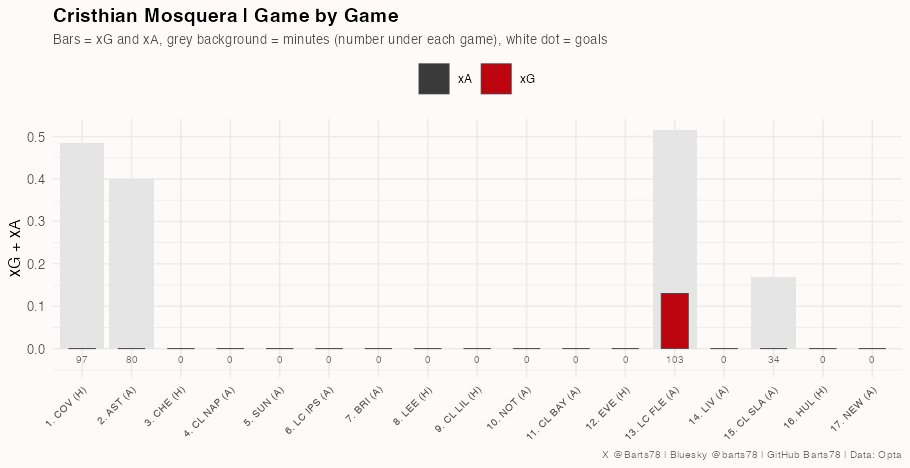 Cristhian Mosquera | Game by Game
Bars = xG and xA, grey background = minutes (number under each game), white dot = goals
xA xG
xG + xA
0.5
0.4
0.3
0.2
0.1
0.0
97 80 0 0 0 0 0 0 0 0 0 0 103 0 34 0 0
1. COV (H)
2. AST (A)
3. CHE (H)
4. CL NAP (A)
5. SUN (A)
6. LC IPS (A)
7. BRI (A)
8. LEE (H)
9. CL LIL (H)
10. NOT (A)
11. CL BAY (A)
12. EVE (H)
13. LC FLE (A)
14. LIV (A)
15. CL SLA (A)
16. HUL (H)
17. NEW (A)
X @Barts78 | Bluesky @barts78 | GitHub Barts78 | Data: Opta